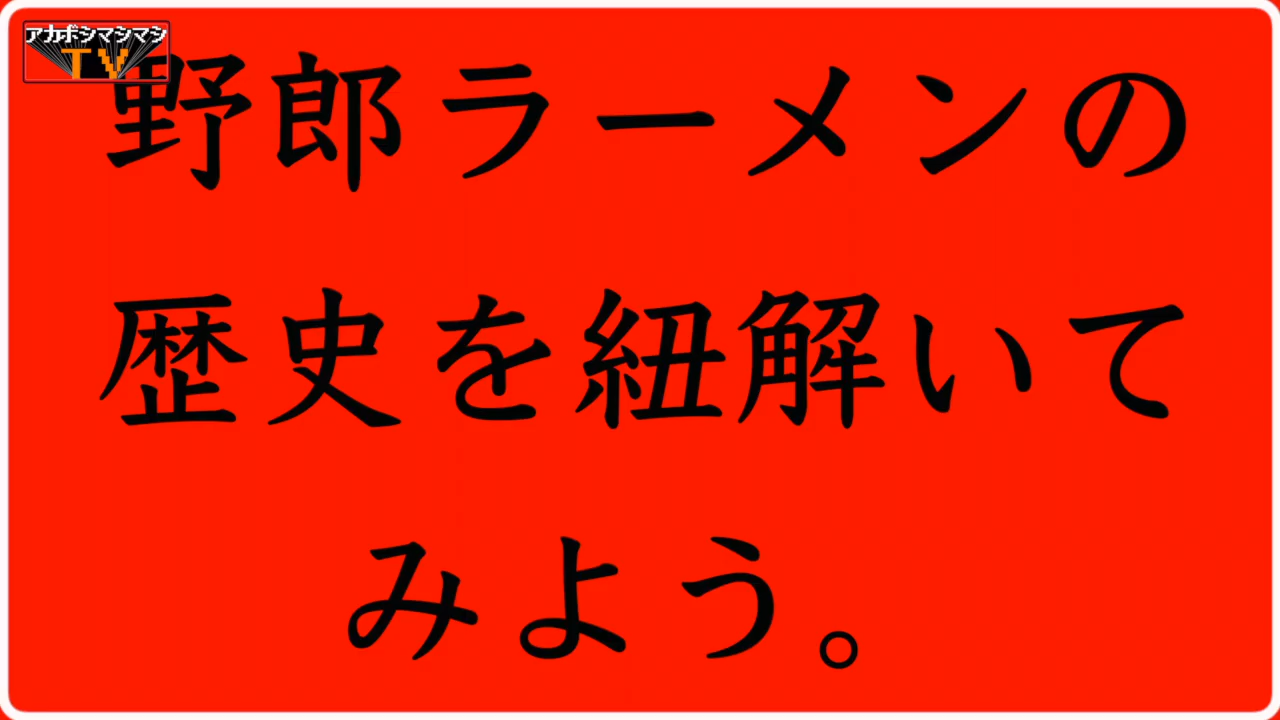 アカボシマシマシ
TV
野郎ラーメンの
歴史を紐解いて
みよう。